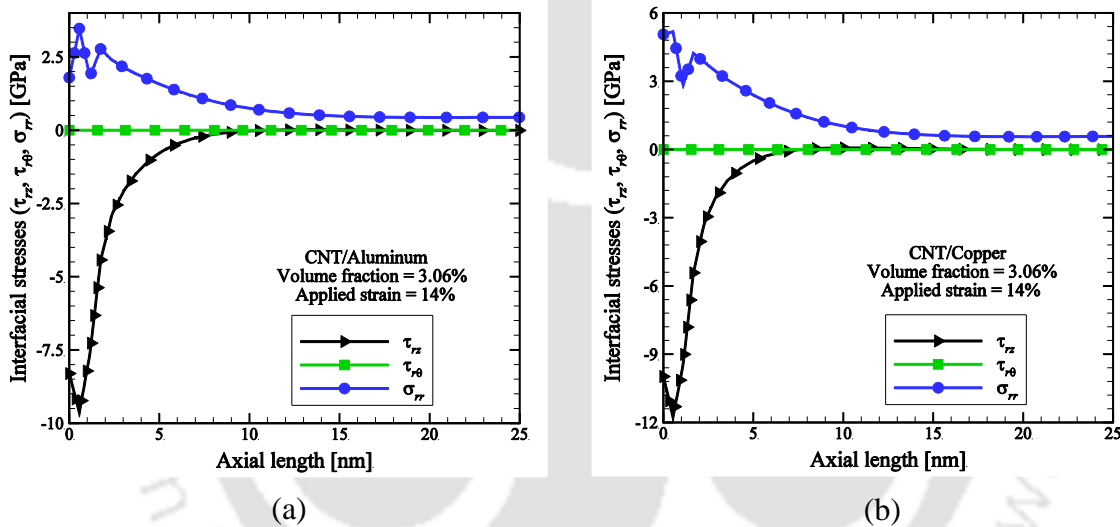 Interfacial stresses (τrz, τrθ, σrr) [GPa]
2.5
0
-2.5
-5
-7.5
-10
CNT/Aluminum
Volume fraction = 3.06%
Applied strain = 14%
τrz
τrθ
σrr
0 5 10 15 20 25
Axial length [nm]
(a)
Interfacial stresses (τrz, τrθ, σrr) [GPa]
6
3
0
-3
-6
-9
-12
CNT/Copper
Volume fraction = 3.06%
Applied strain = 14%
τrz
τrθ
σrr
0 5 10 15 20 25
Axial length [nm]
(b)